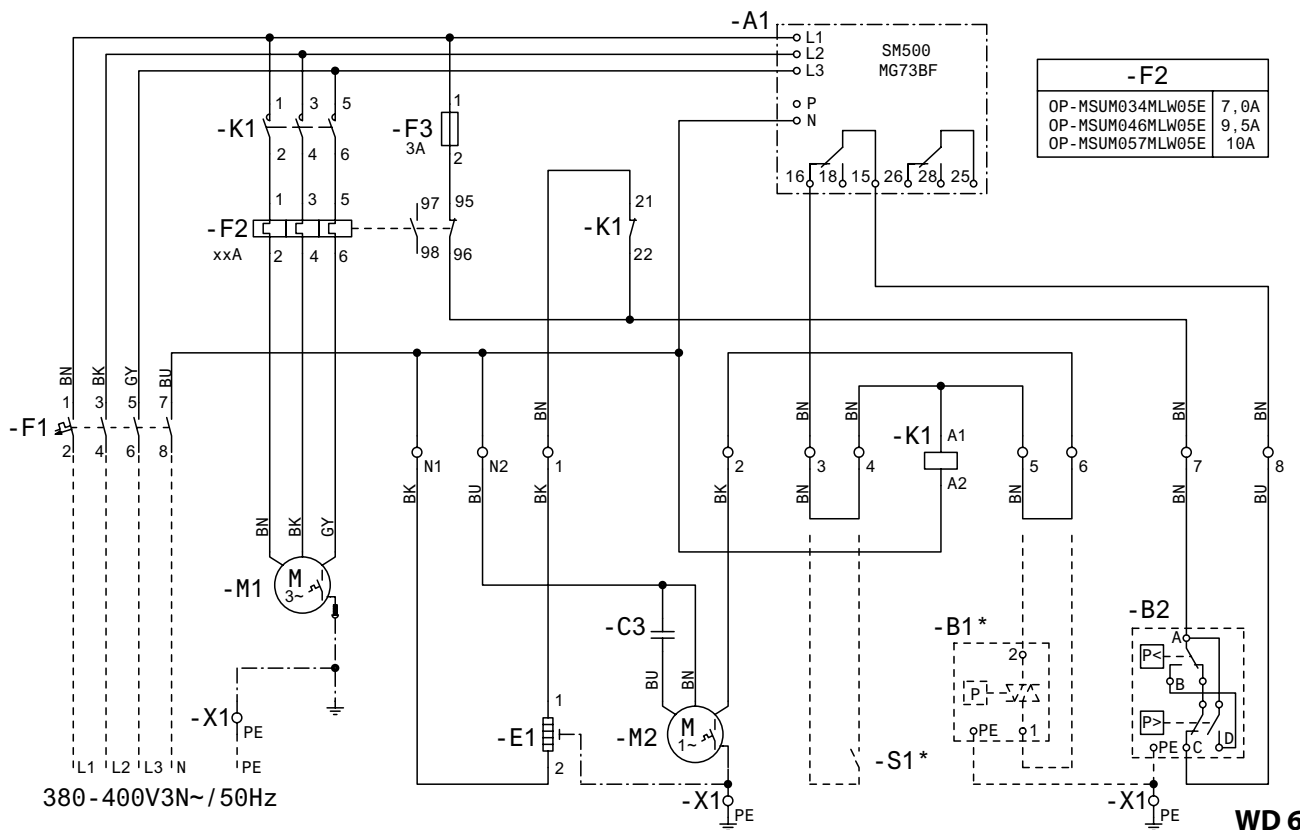 -A1
L1
L2
L3
P
N
SM500
MG73BF
16 18 15 26 28 25
-F2
OP-MSUM034MLW05E 7,0A
OP-MSUM046MLW05E 9,5A
OP-MSUM057MLW05E 10A
-K1
1 3 5
2 4 6
-F3
3A
1
2
-F2
xxA
1 3 5
2 4 6
97 95
98 96
-K1
21
22
BN BK GY BU
-F1
1 3 5 7
2 4 6 8
BK BU BN BK BN BN BN BN BU
N1 N2 1 2 3 4 5 6 7 8
BK BN BN BN BU
-K1
A1
A2
BN BK GY
-M1
M
3~
-X1
PE
L1 L2 L3 N PE
380-400V3N~/50Hz
-C3
BU BN
-E1
1
2
-M2
M
1~
-X1
PE
-S1*
-B1*
2
P
PE 1
-B2
A
P<
B
P>
PE C D
-X1
PE
WD 6